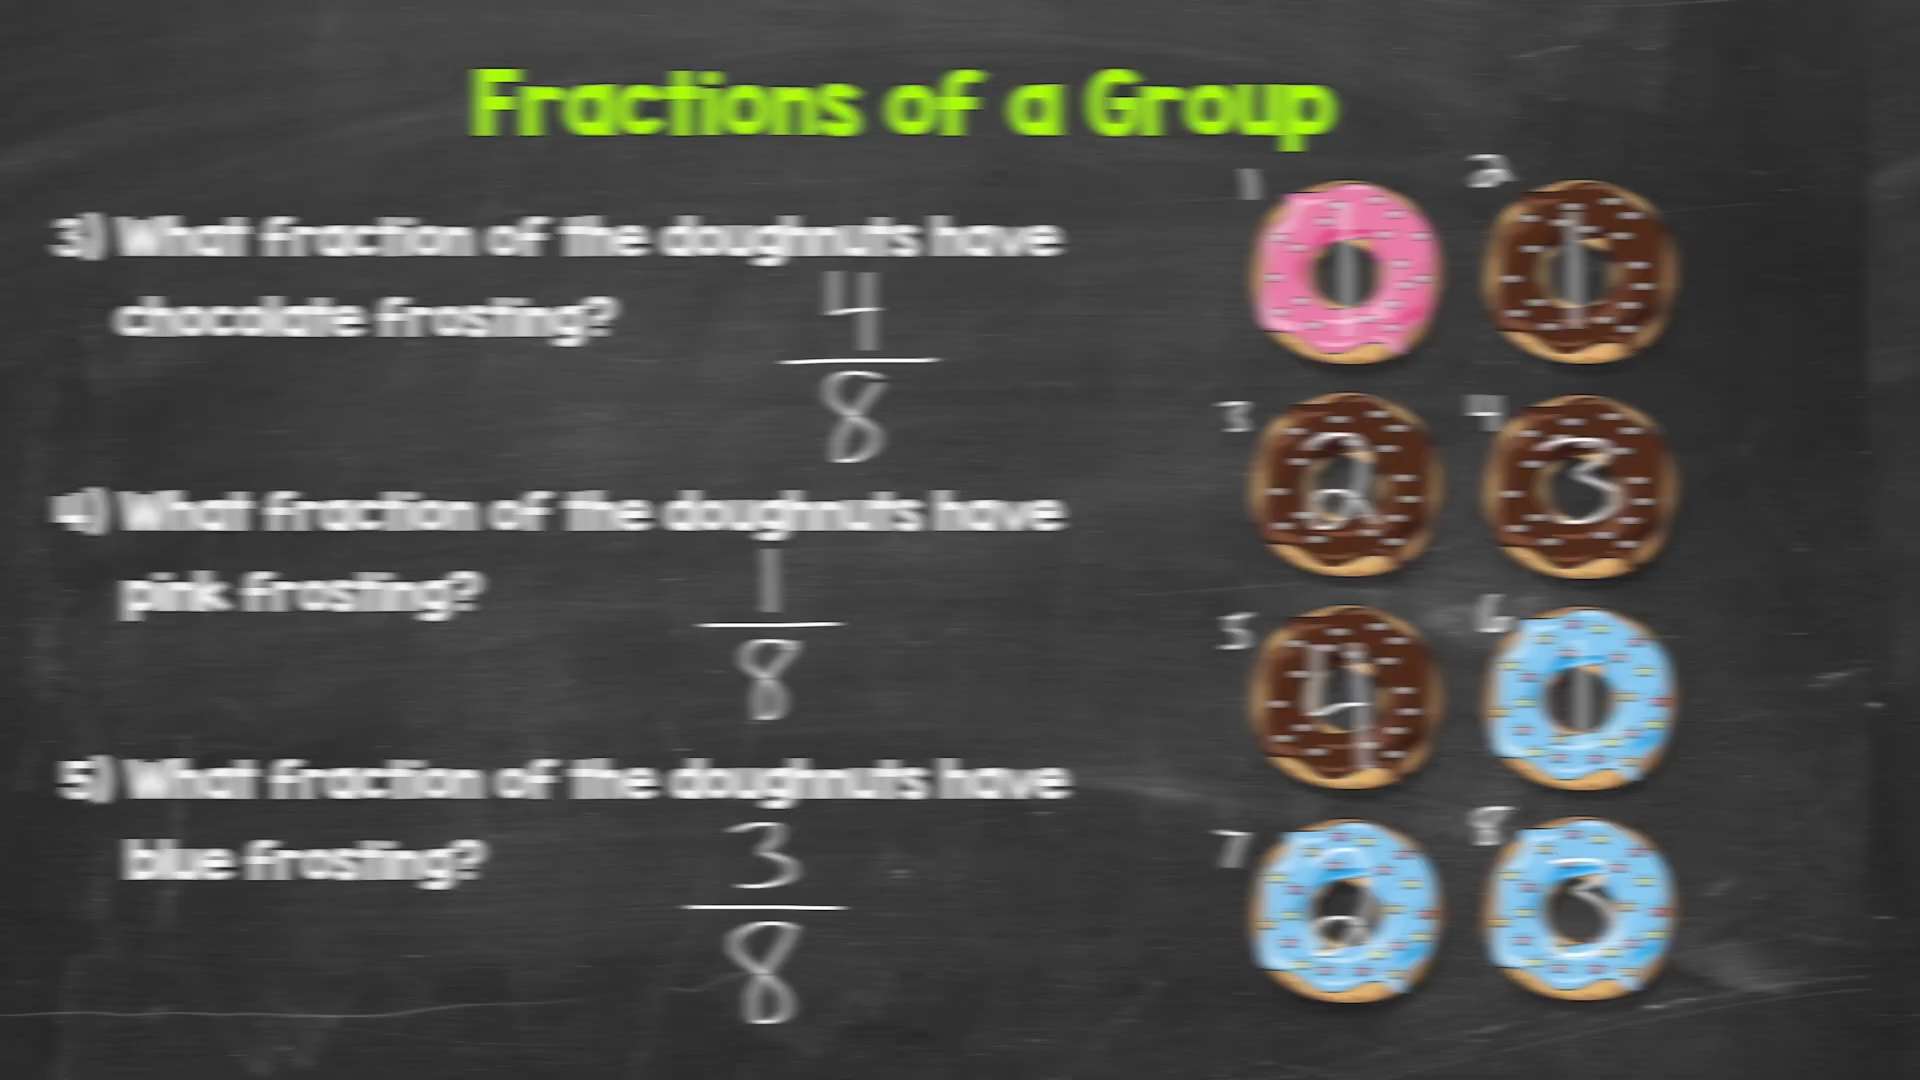 Fractions of a Group
3) What fraction of the doughnuts have
chocolate frosting?
4
8
4) What fraction of the doughnuts have
pink frosting?
1
8
5) What fraction of the doughnuts have
blue frosting?
3
8
1 2
1 1
3 4
2 3
5 6
4 1
7 8
2 3